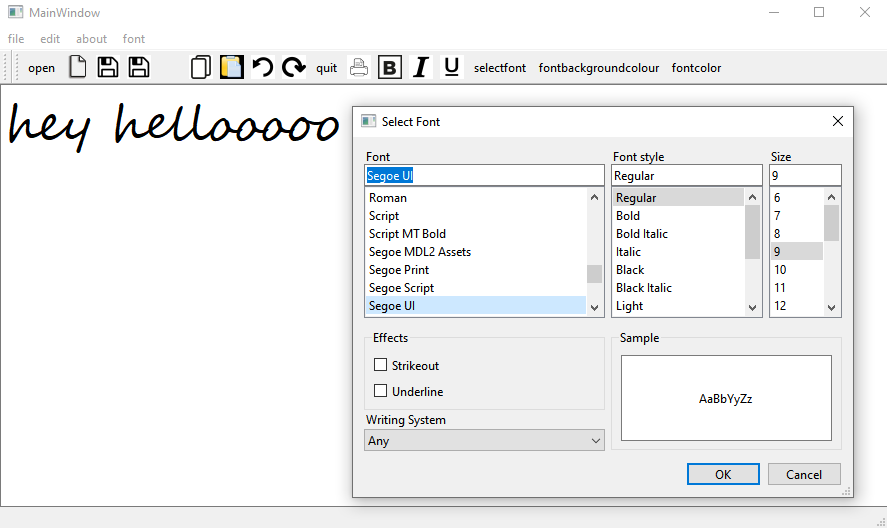 MainWindow
file edit about font
open quit B I U selectfont fontbackgroundcolour fontcolor
hey hellooooo
Select Font
Font Font style Size
Segoe UI Regular 9
Roman Regular 6
Script Bold 7
Script MT Bold Bold Italic 8
Segoe MDL2 Assets Italic 9
Segoe Print Black 10
Segoe Script Black Italic 11
Segoe UI Light 12
Effects Sample
Strikeout
Underline
AaBbYyZz
Writing System
Any
OK Cancel